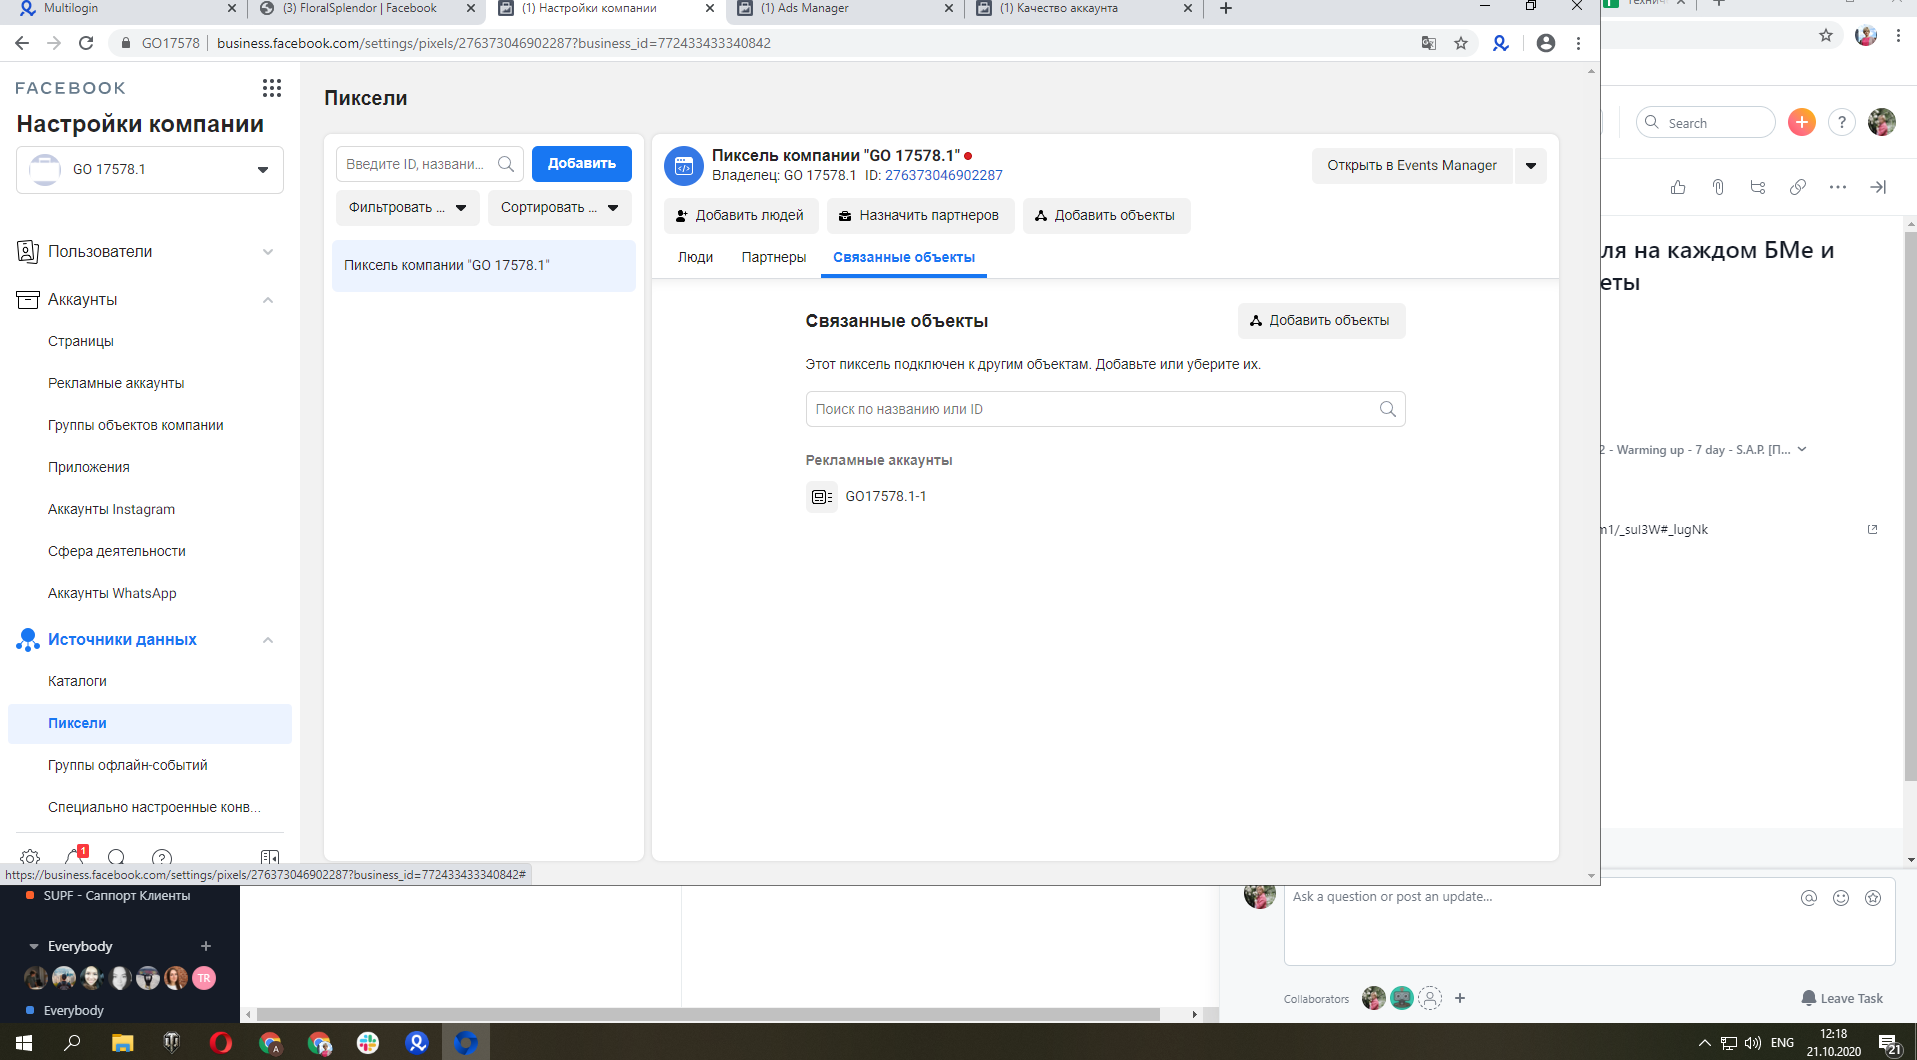 Multilogin
(3) FloralSplendor | Facebook
(1) Настройки компании
(1) Ads Manager
(1) Качество аккаунта
GO17578
business.facebook.com/settings/pixels/276373046902287?business_id=772433433340842
FACEBOOK
Настройки компании
GO 17578.1
Пользователи
Аккаунты
Страницы
Рекламные аккаунты
Группы объектов компании
Приложения
Аккаунты Instagram
Сфера деятельности
Аккаунты WhatsApp
Источники данных
Каталоги
Пиксели
Группы офлайн-событий
Специально настроенные конв...
1
https://business.facebook.com/settings/pixels/276373046902287?business_id=772433433340842#
Пиксели
Введите ID, названи...
Добавить
Фильтровать ...
Сортировать ...
Пиксель компании "GO 17578.1"
Пиксель компании "GO 17578.1"
Владелец: GO 17578.1 ID: 276373046902287
Открыть в Events Manager
Добавить людей
Назначить партнеров
Добавить объекты
Люди
Партнеры
Связанные объекты
Связанные объекты
Добавить объекты
Этот пиксель подключен к другим объектам. Добавьте или уберите их.
Поиск по названию или ID
Рекламные аккаунты
GO17578.1-1
Search
?
ля на каждом БМе и
еты
2 - Warming up - 7 day - S.A.P. [П...
m1/_suI3W#_lugNk
SUPF - Саппорт Клиенты
Everybody
TR
Everybody
Ask a question or post an update...
Collaborators
Leave Task
ENG
12:18
21.10.2020
21